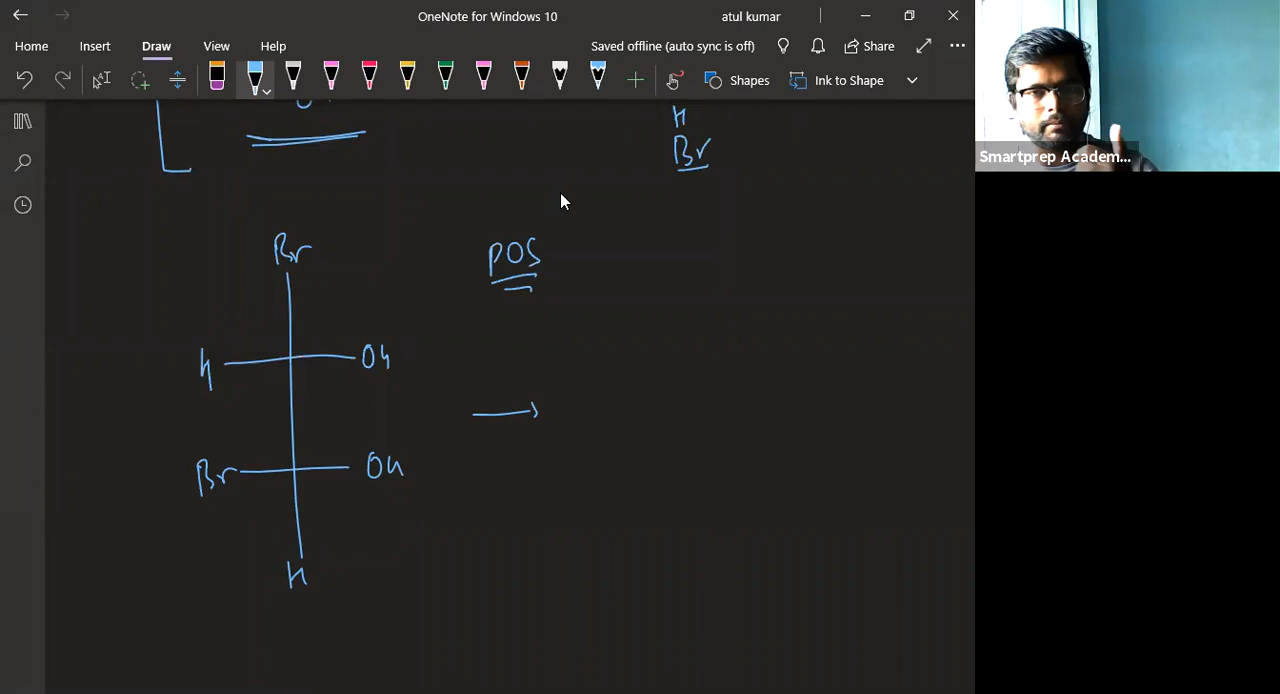 OneNote for Windows 10
atul kumar
Home Insert Draw View Help
Saved offline (auto sync is off)
Share
Shapes
Ink to Shape
Smartprep Academ...
H
Br
Br
POS
H OH
Br OH
H